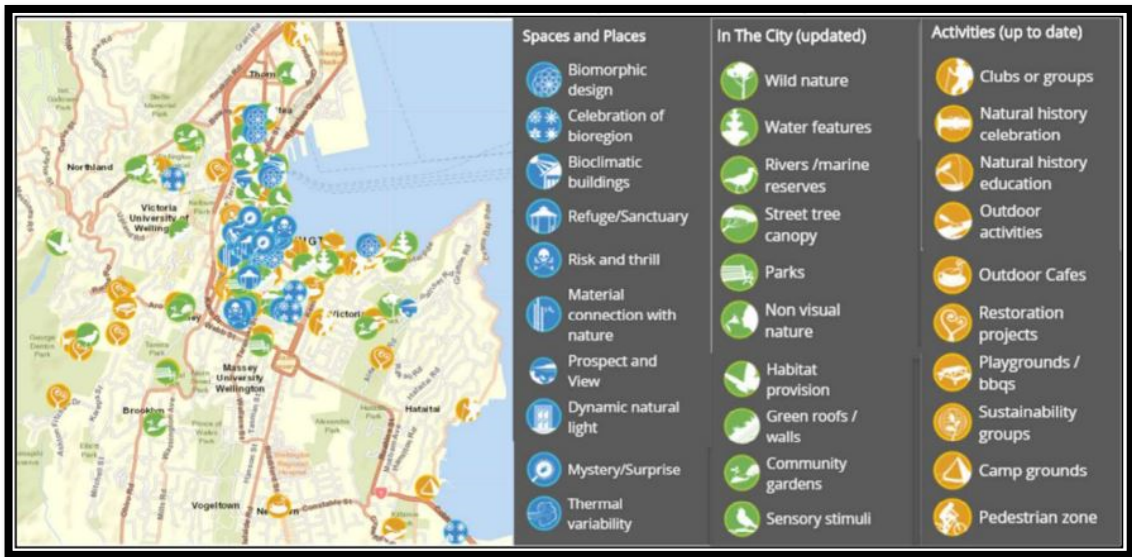 Northland
Victoria
University of
Wellington
Massey
University
Wellington
Brooklyn
Vogeltown
Hataitai
Constable St
Spaces and Places
Biomorphic
design
Celebration of
bioregion
Bioclimatic
buildings
Refuge/Sanctuary
Risk and thrill
Material
connection with
nature
Prospect and
View
Dynamic natural
light
Mystery/Surprise
Thermal
variability
In The City (updated)
Wild nature
Water features
Rivers /marine
reserves
Street tree
canopy
Parks
Non visual
nature
Habitat
provision
Green roofs /
walls
Community
gardens
Sensory stimuli
Activities (up to date)
Clubs or groups
Natural history
celebration
Natural history
education
Outdoor
activities
Outdoor Cafes
Restoration
projects
Playgrounds /
bbqs
Sustainability
groups
Camp grounds
Pedestrian zone